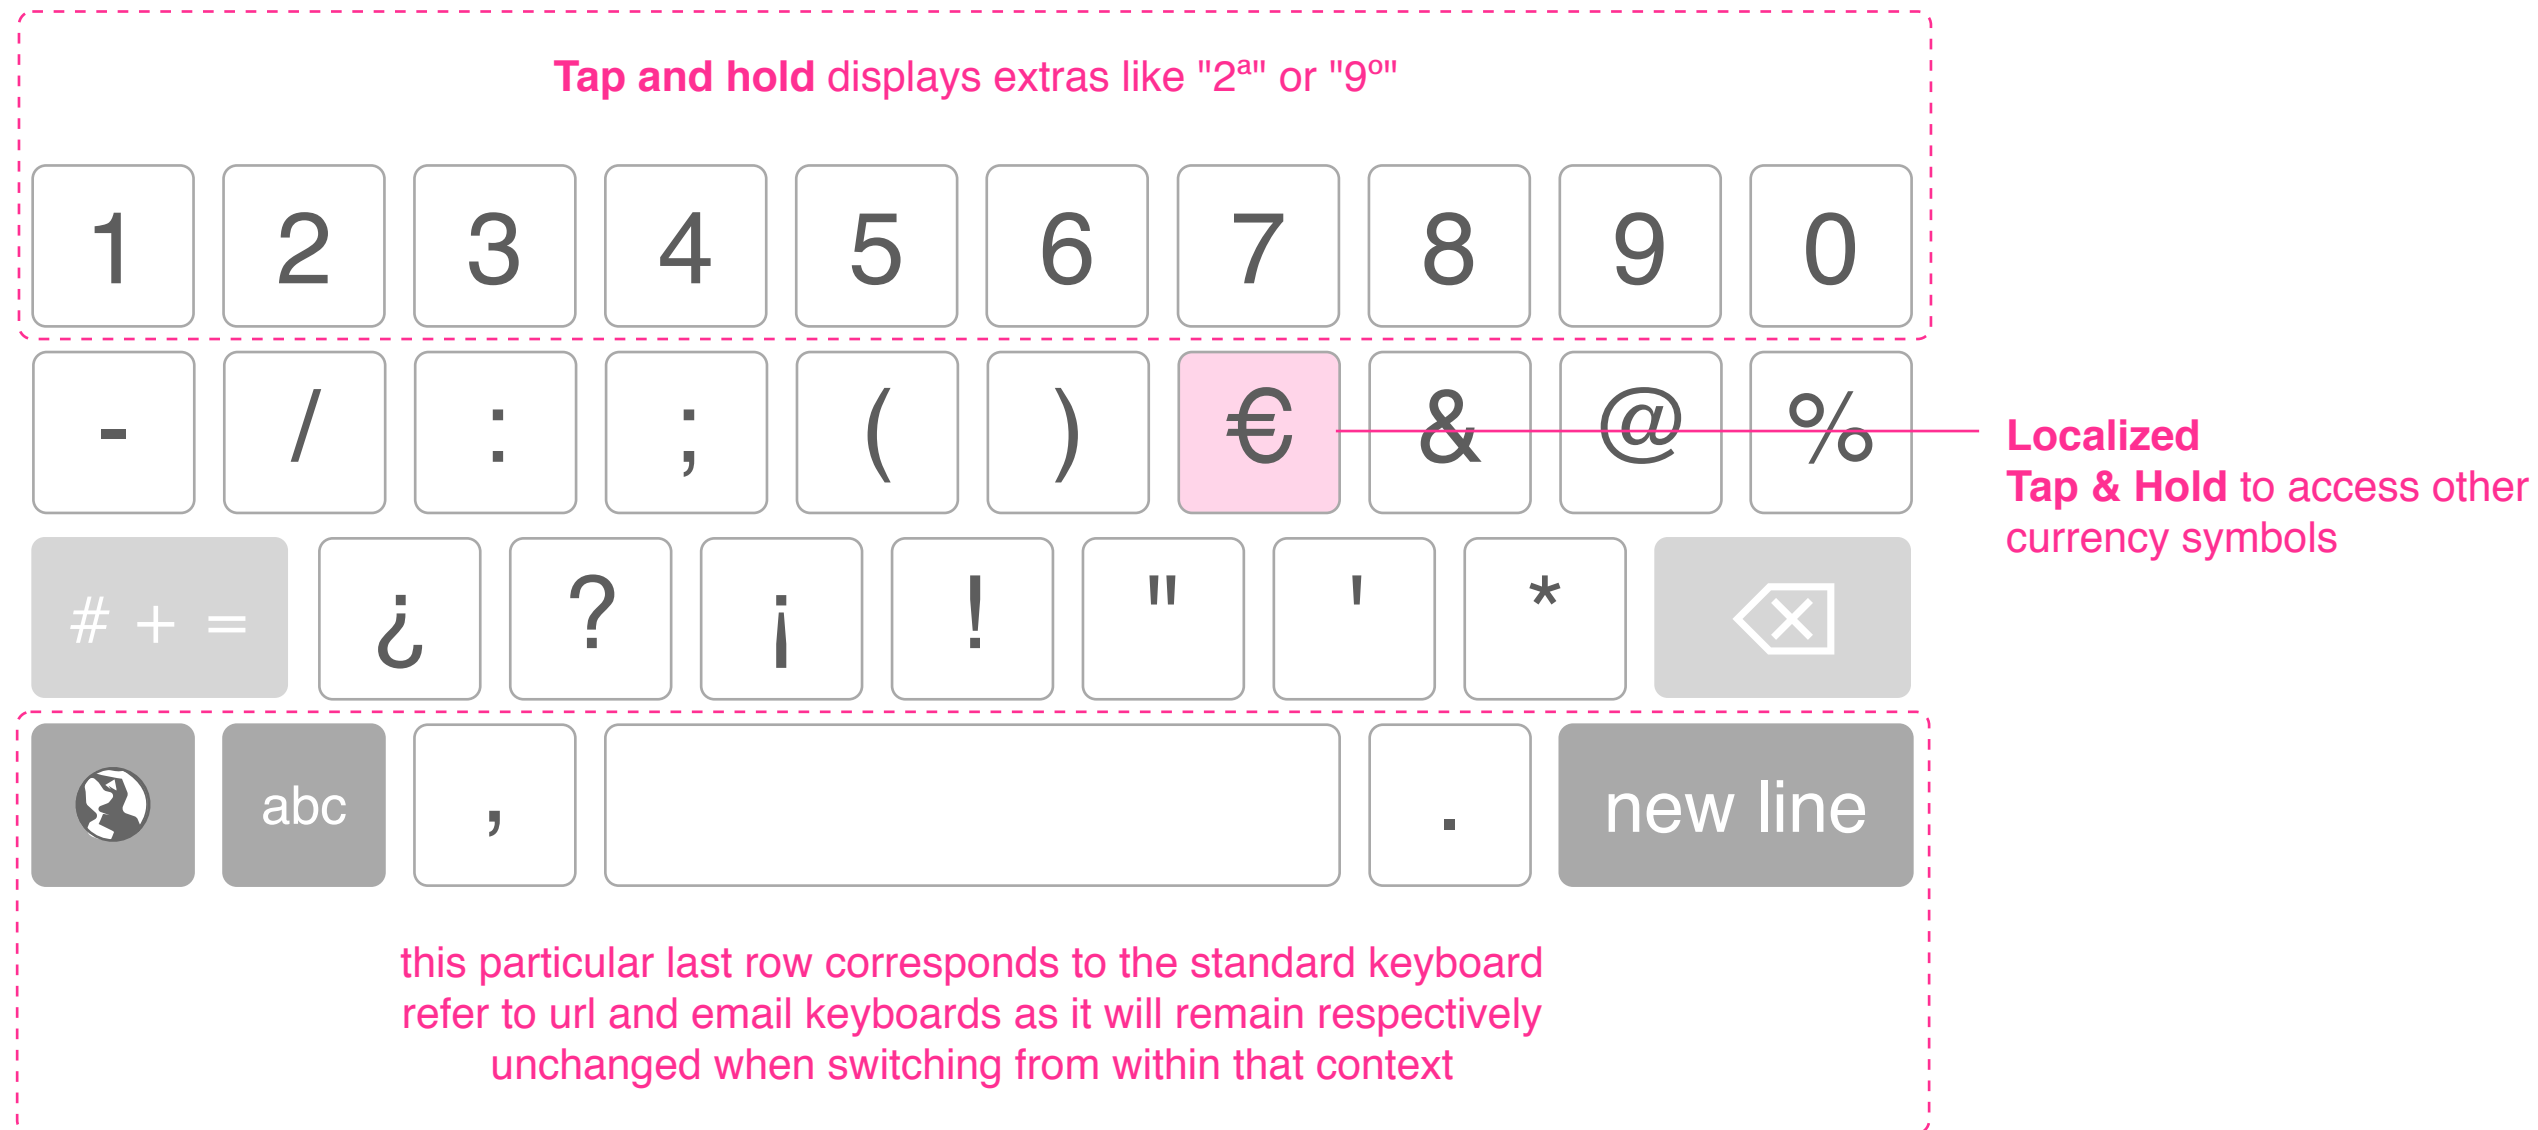 Tap and hold displays extras like "2ª" or "9º"
1 2 3 4 5 6 7 8 9 0
- / : ; ( ) € & @ %
Localized
Tap & Hold to access other
currency symbols
# + = ¿ ? ¡ ! " ' *
abc , . new line
this particular last row corresponds to the standard keyboard
refer to url and email keyboards as it will remain respectively
unchanged when switching from within that context